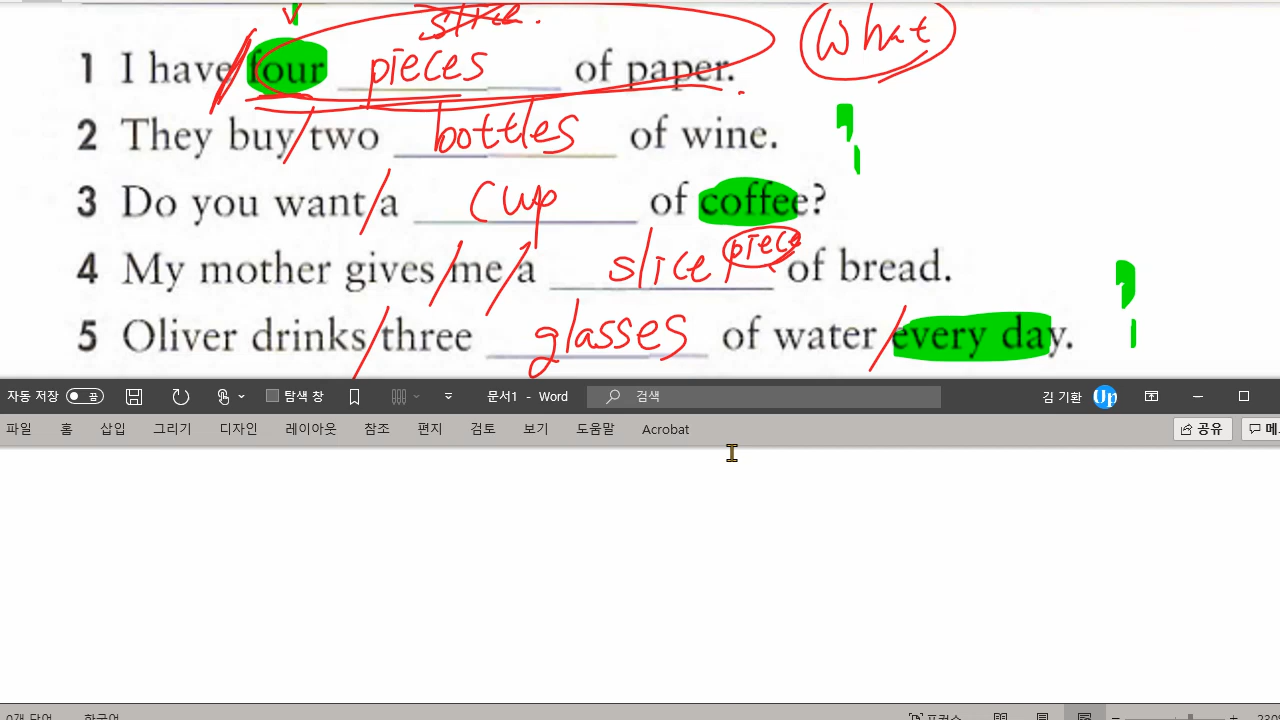 slice.
What
1 I have four pieces of paper.
2 They buy two bottles of wine.
3 Do you want a cup of coffee?
piece
4 My mother gives me a slice of bread.
5 Oliver drinks three glasses of water every day.
자동 저장 끔 탐색 창 문서1 - Word 검색 김 기환 Up
파일 홈 삽입 그리기 디자인 레이아웃 참조 편지 검토 보기 도움말 Acrobat 공유 메
0개 단어 한국어 포커스